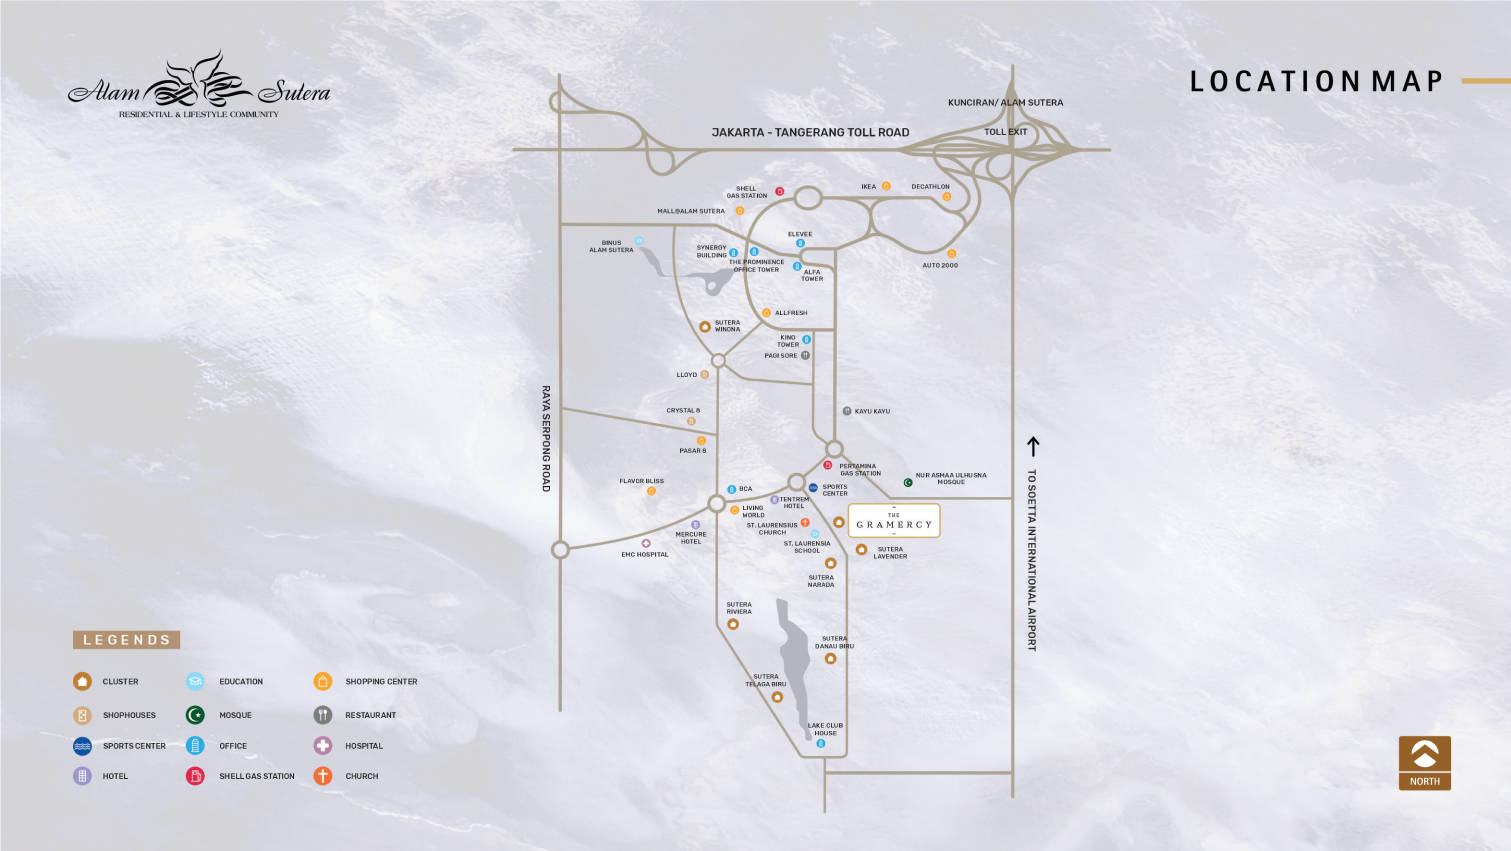 Alam Sutera
RESIDENTIAL & LIFESTYLE COMMUNITY
LOCATION MAP
KUNCIRAN/ ALAM SUTERA
TOLL EXIT
JAKARTA - TANGERANG TOLL ROAD
SHELL
GAS STATION
IKEA
DECATHLON
MALL@ALAM SUTERA
BINUS
ALAM SUTERA
SYNERGY
BUILDING
ELEVEE
THE PROMINENCE
OFFICE TOWER
ALFA
TOWER
AUTO 2000
ALLFRESH
SUTERA
WINONA
KINO
TOWER
PAGI SORE
LLOYD
CRYSTAL 8
KAYU KAYU
PASAR 8
RAYA SERPONG ROAD
TO SOETTA INTERNATIONAL AIRPORT
PERTAMINA
GAS STATION
NUR ASMAA ULHUSNA
MOSQUE
FLAVOR BLISS
BCA
SPORTS
CENTER
TENTREM
HOTEL
LIVING
WORLD
THE
GRAMERCY
ST. LAURENSIUS
CHURCH
MERCURE
HOTEL
EMC HOSPITAL
ST. LAURENSIA
SCHOOL
SUTERA
LAVENDER
SUTERA
NARADA
SUTERA
RIVIERA
SUTERA
DANAU BIRU
SUTERA
TELAGA BIRU
LAKE CLUB
HOUSE
LEGENDS
CLUSTER
EDUCATION
SHOPPING CENTER
SHOPHOUSES
MOSQUE
RESTAURANT
SPORTS CENTER
OFFICE
HOSPITAL
HOTEL
SHELL GAS STATION
CHURCH
NORTH